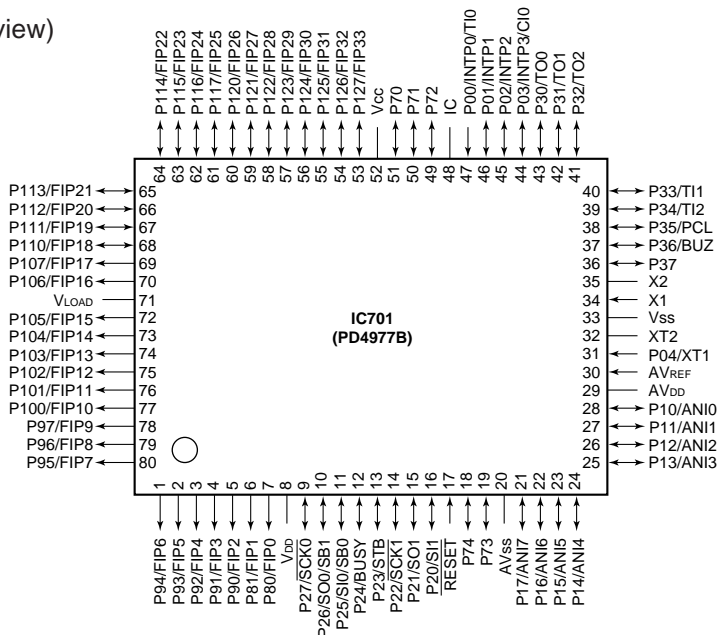 view)
P114/FIP22
P115/FIP23
P116/FIP24
P117/FIP25
P120/FIP26
P121/FIP27
P122/FIP28
P123/FIP29
P124/FIP30
P125/FIP31
P126/FIP32
P127/FIP33
Vcc
P70
P71
P72
IC
P00/INTP0/TI0
P01/INTP1
P02/INTP2
P03/INTP3/CI0
P30/TO0
P31/TO1
P32/TO2
64 63 62 61 60 59 58 57 56 55 54 53 52 51 50 49 48 47 46 45 44 43 42 41
P113/FIP21 65
P112/FIP20 66
P111/FIP19 67
P110/FIP18 68
P107/FIP17 69
P106/FIP16 70
VLOAD 71
P105/FIP15 72
P104/FIP14 73
P103/FIP13 74
P102/FIP12 75
P101/FIP11 76
P100/FIP10 77
P97/FIP9 78
P96/FIP8 79
P95/FIP7 80
IC701
(PD4977B)
40 P33/TI1
39 P34/TI2
38 P35/PCL
37 P36/BUZ
36 P37
35 X2
34 X1
33 Vss
32 XT2
31 P04/XT1
30 AVREF
29 AVDD
28 P10/ANI0
27 P11/ANI1
26 P12/ANI2
25 P13/ANI3
1 2 3 4 5 6 7 8 9 10 11 12 13 14 15 16 17 18 19 20 21 22 23 24
P94/FIP6
P93/FIP5
P92/FIP4
P91/FIP3
P90/FIP2
P81/FIP1
P80/FIP0
VDD
P27/SCK0
P26/SO0/SB1
P25/SI0/SB0
P24/BUSY
P23/STB
P22/SCK1
P21/SO1
P20/SI1
RESET
P74
P73
AVss
P17/ANI7
P16/ANI6
P15/ANI5
P14/ANI4